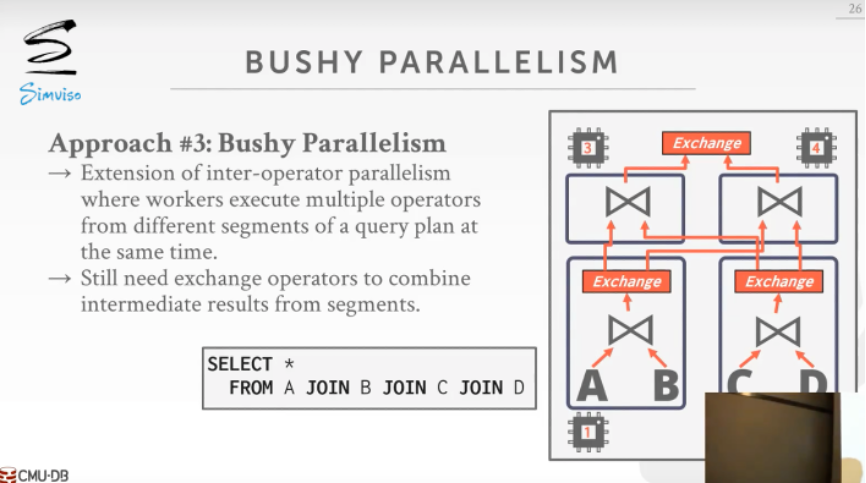 26
Simviso
BUSHY PARALLELISM
Approach #3: Bushy Parallelism
→ Extension of inter-operator parallelism
where workers execute multiple operators
from different segments of a query plan at
the same time.
→ Still need exchange operators to combine
intermediate results from segments.
SELECT *
FROM A JOIN B JOIN C JOIN D
3
Exchange
4
Exchange
Exchange
A B C D
1
CMU·DB